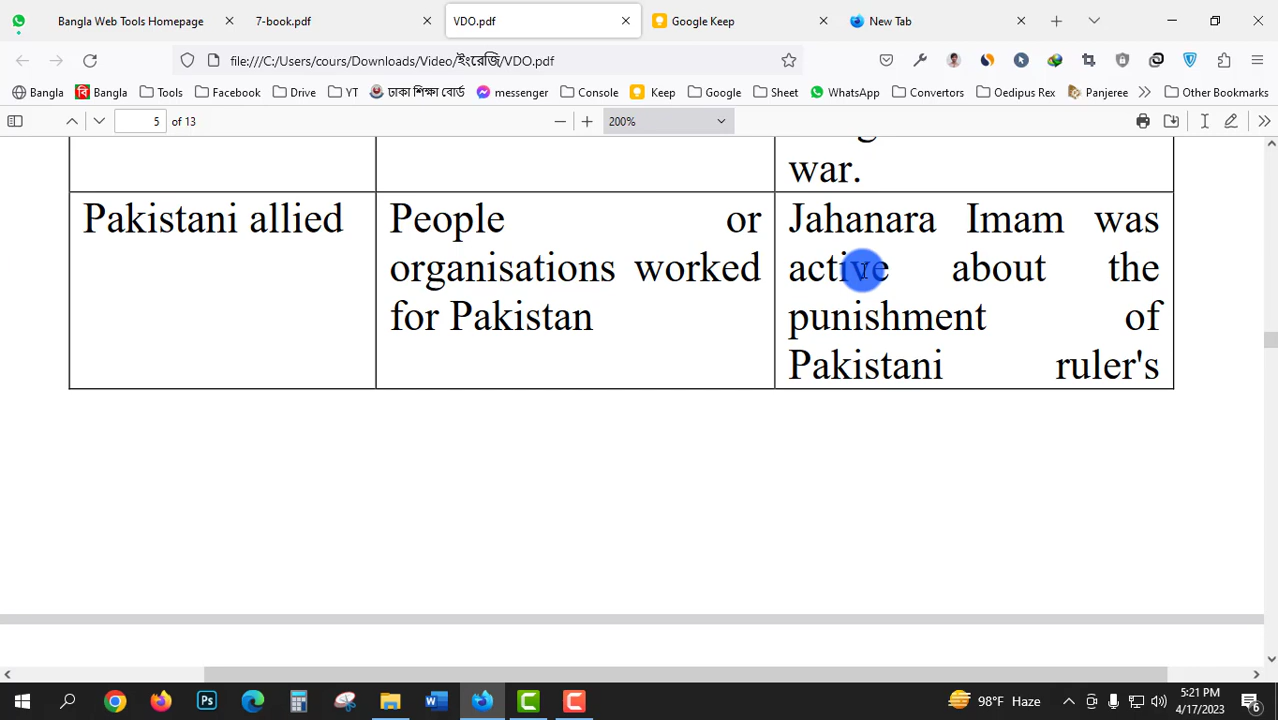 Bangla Web Tools Homepage
7-book.pdf
VDO.pdf
Google Keep
New Tab
file:///C:/Users/cours/Downloads/Video/ইংরেজি/VDO.pdf
Bangla
Bangla
Tools
Facebook
Drive
YT
ঢাকা শিক্ষা বোর্ড
messenger
Console
Keep
Google
Sheet
WhatsApp
Convertors
Oedipus Rex
Panjeree
Other Bookmarks
5 of 13
200%
war.
Pakistani allied
People or
organisations worked
for Pakistan
Jahanara Imam was
active about the
punishment of
Pakistani ruler's
98°F Haze
5:21 PM
4/17/2023
6